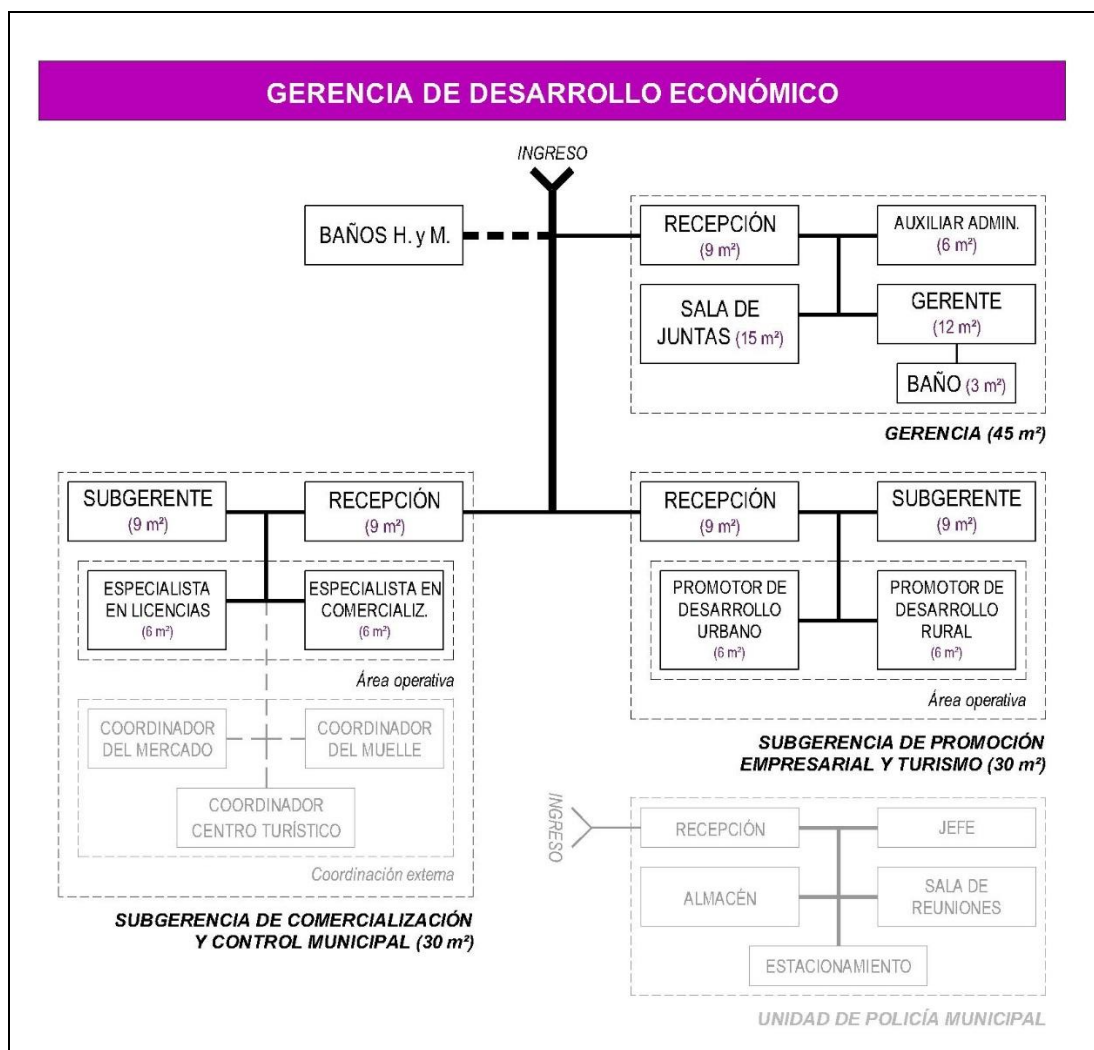 GERENCIA DE DESARROLLO ECONÓMICO
INGRESO
BAÑOS H. y M.
RECEPCIÓN
(9 m²)
AUXILIAR ADMIN.
(6 m²)
SALA DE
JUNTAS (15 m²)
GERENTE
(12 m²)
BAÑO (3 m²)
GERENCIA (45 m²)
SUBGERENTE
(9 m²)
RECEPCIÓN
(9 m²)
ESPECIALISTA
EN LICENCIAS
(6 m²)
ESPECIALISTA EN
COMERCIALIZ.
(6 m²)
Área operativa
COORDINADOR
DEL MERCADO
COORDINADOR
DEL MUELLE
COORDINADOR
CENTRO TURÍSTICO
Coordinación externa
SUBGERENCIA DE COMERCIALIZACIÓN
Y CONTROL MUNICIPAL (30 m²)
RECEPCIÓN
(9 m²)
SUBGERENTE
(9 m²)
PROMOTOR DE
DESARROLLO
URBANO
(6 m²)
PROMOTOR DE
DESARROLLO
RURAL
(6 m²)
Área operativa
SUBGERENCIA DE PROMOCIÓN
EMPRESARIAL Y TURISMO (30 m²)
INGRESO
RECEPCIÓN
JEFE
ALMACÉN
SALA DE
REUNIONES
ESTACIONAMIENTO
UNIDAD DE POLICÍA MUNICIPAL